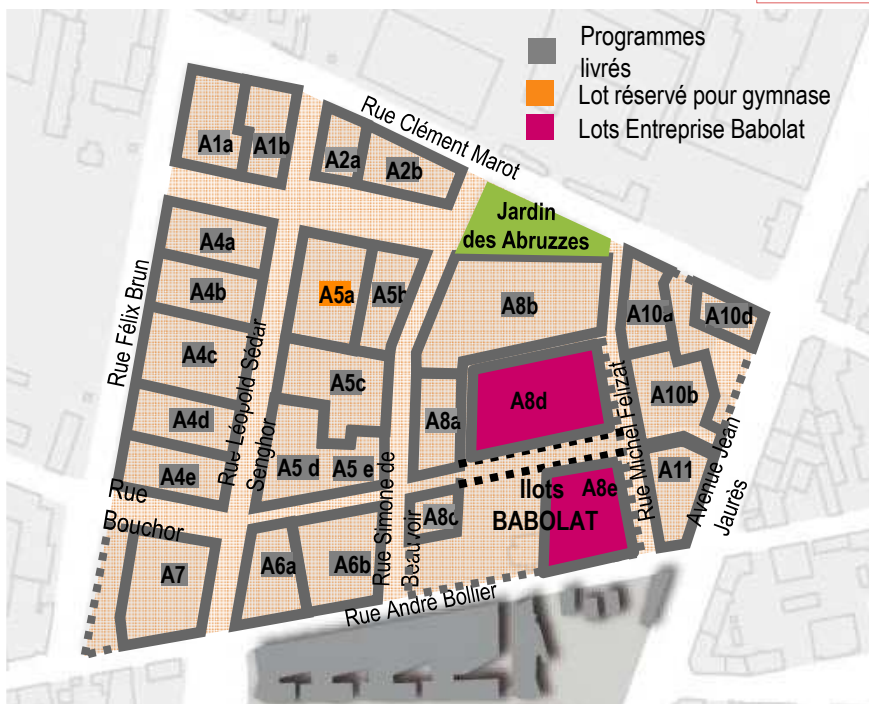 Programmes
livrés
Lot réservé pour gymnase
Lots Entreprise Babolat
Rue Clément Marot
A1a
A1b
A2a
A2b
Jardin
des Abruzzes
A4a
A4b
A4c
A4d
A4e
Rue Félix Brun
Rue Léopold Sédar
Senghor
A5a
A5b
A5c
A5 d
A5 e
A8b
A8a
A8d
A10a
A10d
A10b
A11
Rue Michel Felizat
Avenue Jean
Jaurès
Rue
Bouchor
A7
A6a
A6b
Rue Simone de
Beauvoir
A8c
Ilots
BABOLAT
A8e
Rue André Bollier